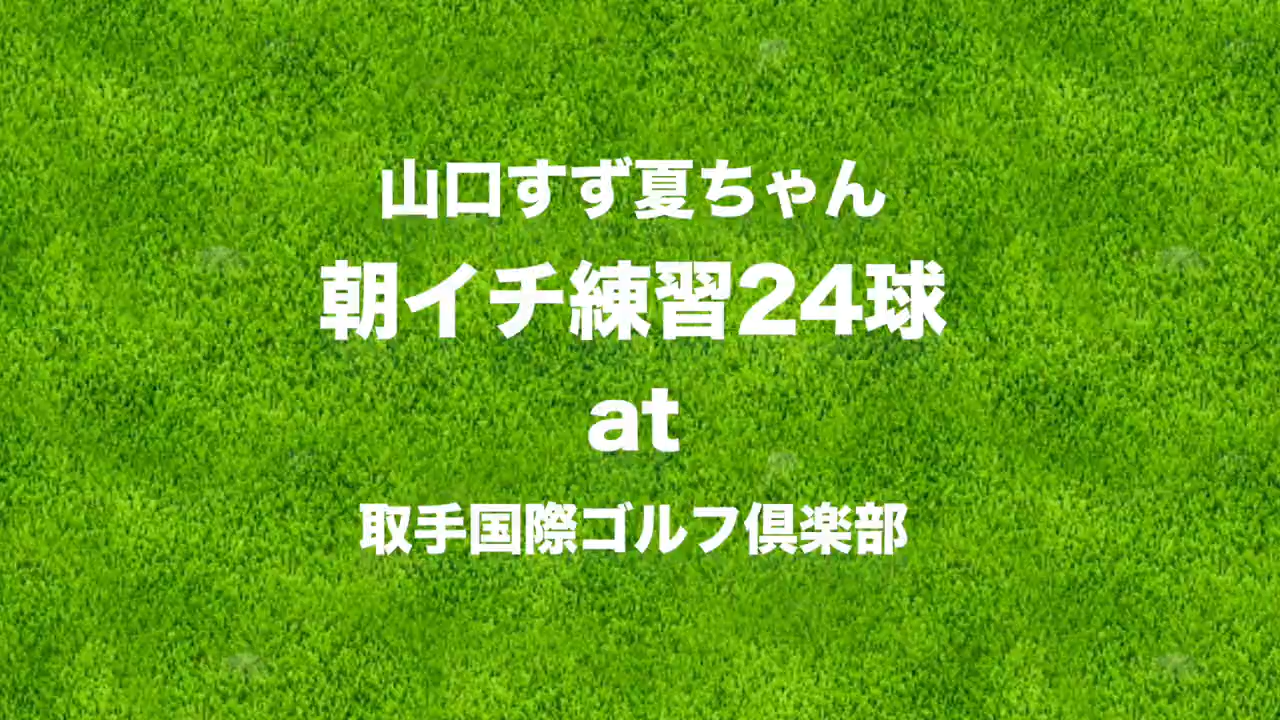 山口すず夏ちゃん
朝イチ練習24球
at
取手国際ゴルフ倶楽部